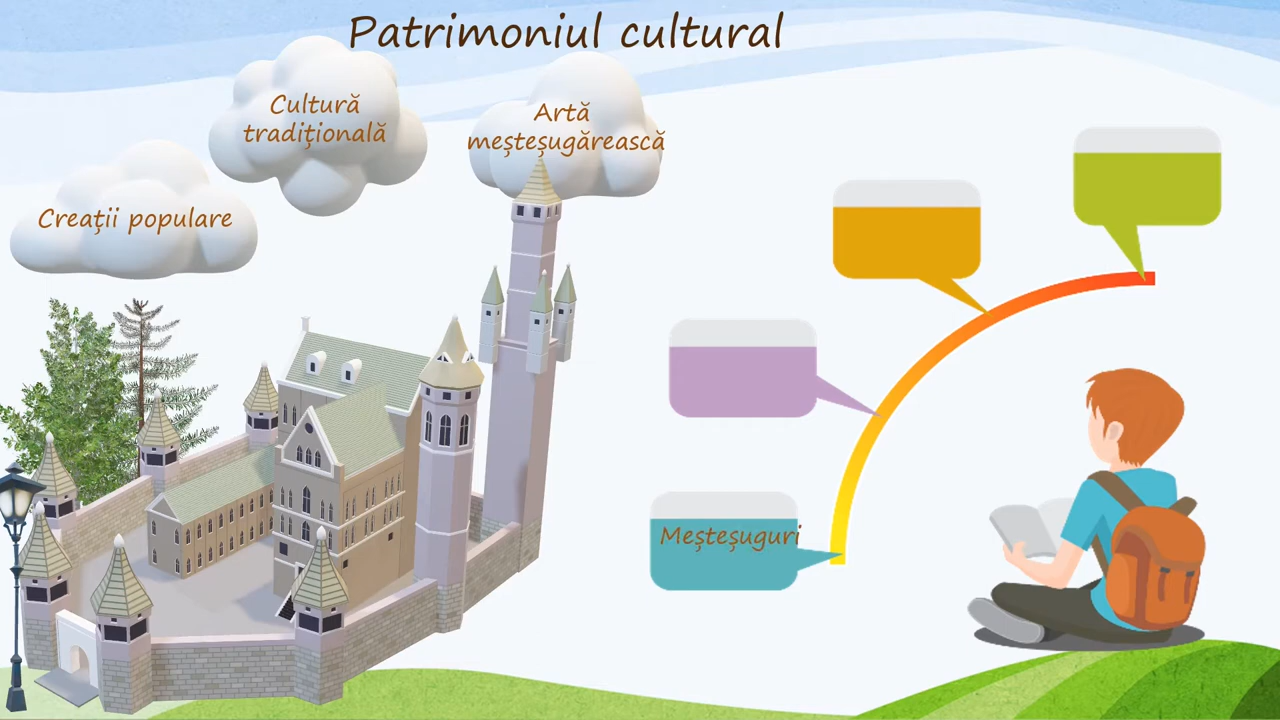 Patrimoniul cultural
Cultură
tradițională
Artă
meșteșugărească
Creații populare
Meșteșuguri